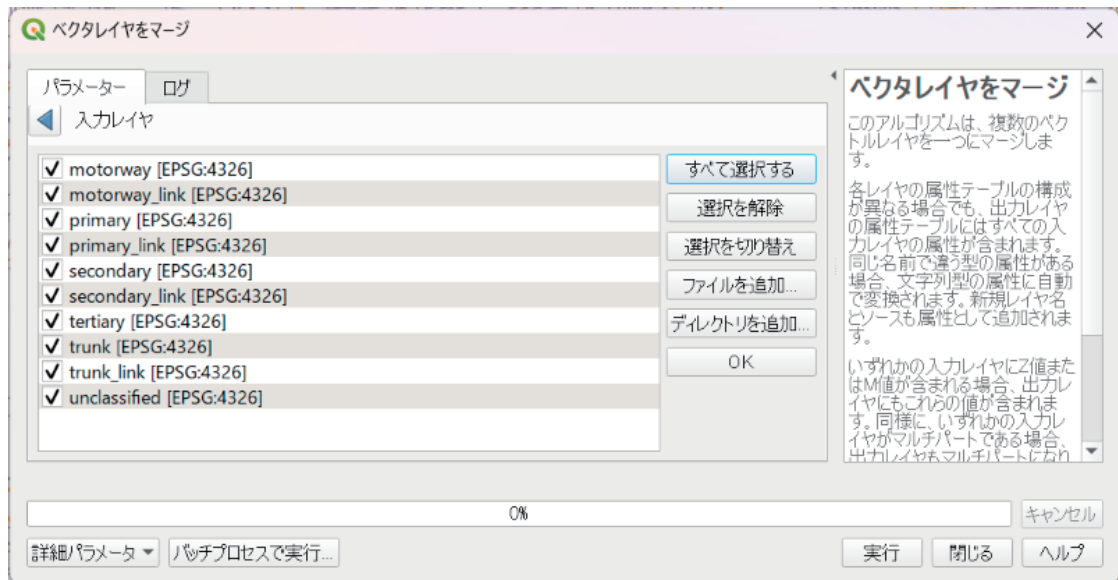 ベクタレイヤをマージ
パラメーター
ログ
入力レイヤ
motorway [EPSG:4326]
motorway_link [EPSG:4326]
primary [EPSG:4326]
primary_link [EPSG:4326]
secondary [EPSG:4326]
secondary_link [EPSG:4326]
tertiary [EPSG:4326]
trunk [EPSG:4326]
trunk_link [EPSG:4326]
unclassified [EPSG:4326]
すべて選択する
選択を解除
選択を切り替え
ファイルを追加...
ディレクトリを追加...
OK
ベクタレイヤをマージ
このアルゴリズムは、複数のベク
トルレイヤを一つにマージしま
す。
各レイヤの属性テーブルの構成
が異なる場合でも、出力レイヤ
の属性テーブルにはすべての入
力レイヤの属性が含まれます。
同じ名前で違う型の属性がある
場合、文字列型の属性に自動
で変換されます。新規レイヤ名
とソースも属性として追加されま
す。
いずれかの入力レイヤにZ値また
はM値が含まれる場合、出力レ
イヤにもこれらの値が含まれま
す。同様に、いずれかの入力レ
イヤがマルチパートである場合、
出力レイヤもマルチパートになり
0%
キャンセル
詳細パラメータ
バッチプロセスで実行...
実行
閉じる
ヘルプ